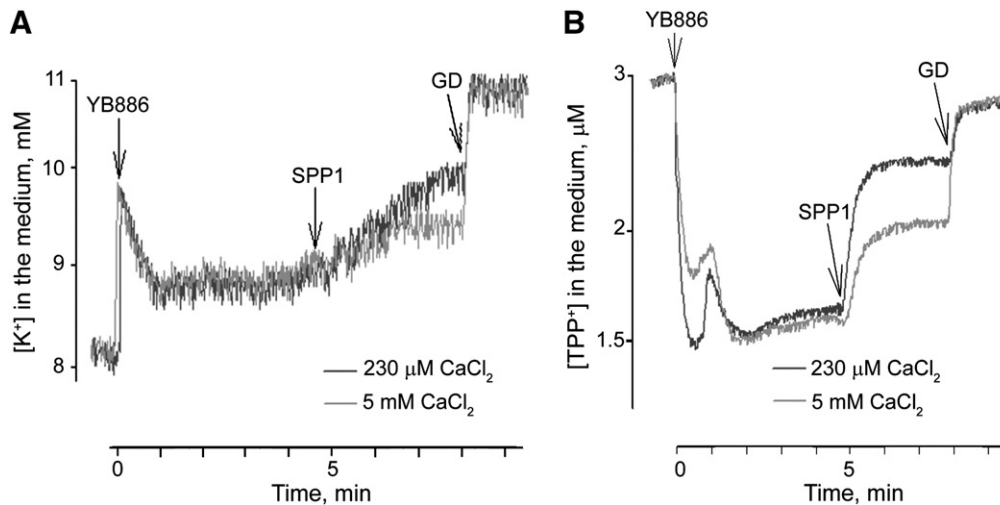 A
[K⁺] in the medium, mM
11
10
9
8
YB886
SPP1
GD
230 μM CaCl₂
5 mM CaCl₂
0
5
Time, min
B
[TPP⁺] in the medium, μM
3
2
1.5
YB886
SPP1
GD
230 μM CaCl₂
5 mM CaCl₂
0
5
Time, min